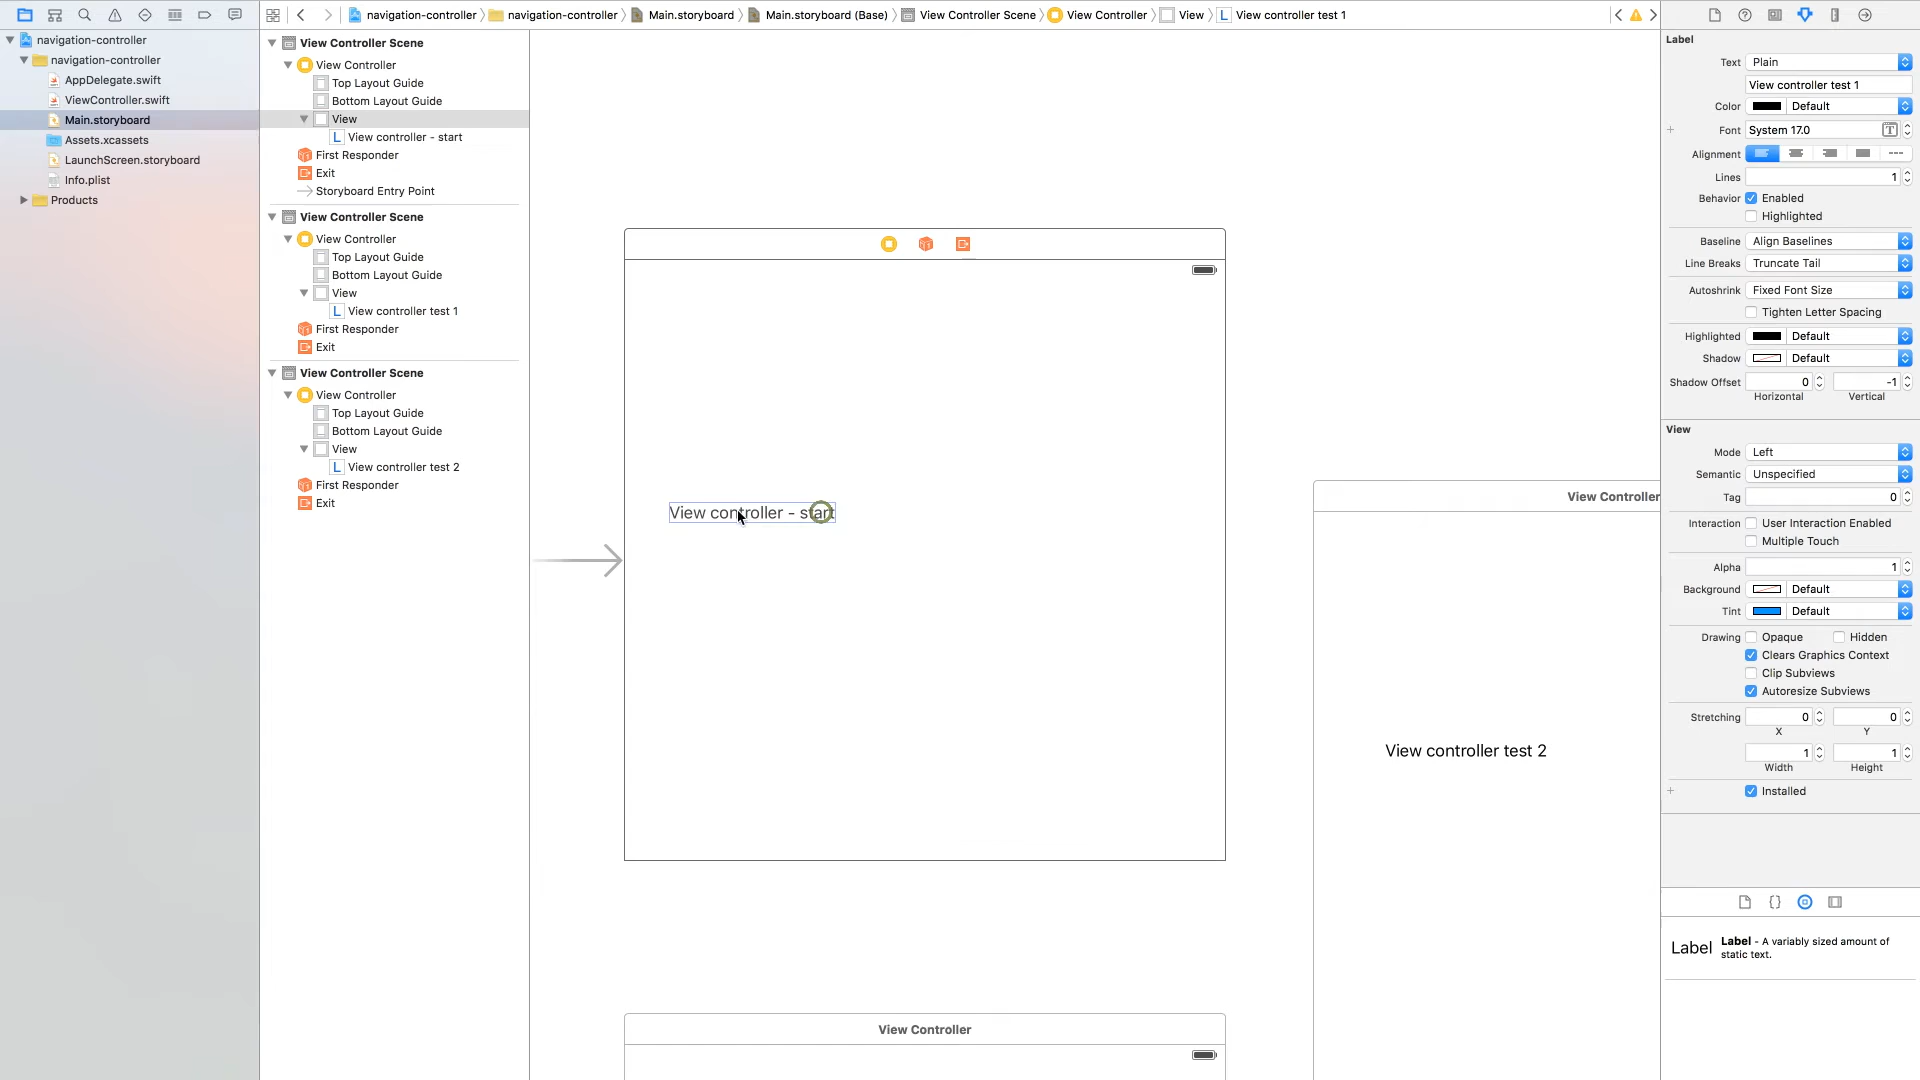 navigation-controller
navigation-controller
Main.storyboard
Main.storyboard (Base)
View Controller Scene
View Controller
View
L
View controller test 1
navigation-controller
navigation-controller
AppDelegate.swift
ViewController.swift
Main.storyboard
Assets.xcassets
LaunchScreen.storyboard
Info.plist
Products
View Controller Scene
View Controller
Top Layout Guide
Bottom Layout Guide
View
L View controller - start
First Responder
Exit
Storyboard Entry Point
View Controller Scene
View Controller
Top Layout Guide
Bottom Layout Guide
View
L View controller test 1
First Responder
Exit
View Controller Scene
View Controller
Top Layout Guide
Bottom Layout Guide
View
L View controller test 2
First Responder
Exit
View controller - start
View Controller
View controller test 2
View Controller
Label
Text Plain
View controller test 1
Color Default
Font System 17.0 T
Alignment
Lines 1
Behavior Enabled
Highlighted
Baseline Align Baselines
Line Breaks Truncate Tail
Autoshrink Fixed Font Size
Tighten Letter Spacing
Highlighted Default
Shadow Default
Shadow Offset 0 -1
Horizontal Vertical
View
Mode Left
Semantic Unspecified
Tag 0
Interaction User Interaction Enabled
Multiple Touch
Alpha 1
Background Default
Tint Default
Drawing Opaque Hidden
Clears Graphics Context
Clip Subviews
Autoresize Subviews
Stretching 0 0
X Y
1 1
Width Height
Installed
{}
Label Label - A variably sized amount of
static text.